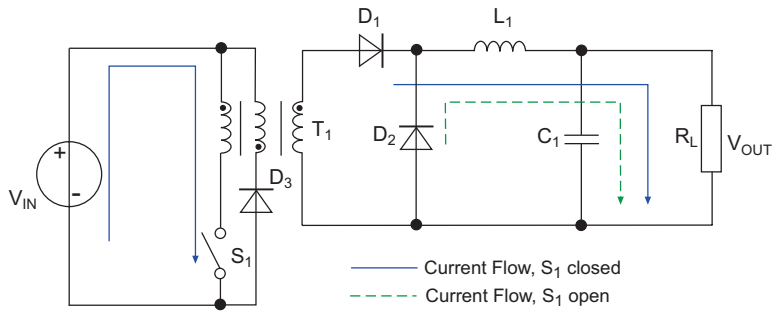 D1
L1
T1
D2
C1
RL
VOUT
+
-
VIN
D3
S1
Current Flow, S1 closed
Current Flow, S1 open